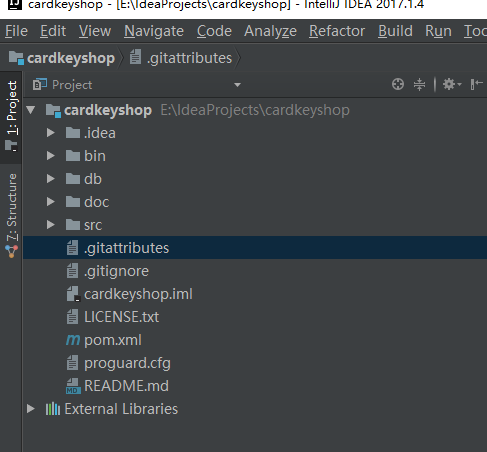 cardkeyshop - [E:\IdeaProjects\cardkeyshop] - IntelliJ IDEA 2017.1.4
File Edit View Navigate Code Analyze Refactor Build Run
cardkeyshop .gitattributes
1: Project
7: Structure
Project
cardkeyshop E:\IdeaProjects\cardkeyshop
.idea
bin
db
doc
src
.gitattributes
.gitignore
cardkeyshop.iml
LICENSE.txt
pom.xml
proguard.cfg
README.md
External Libraries